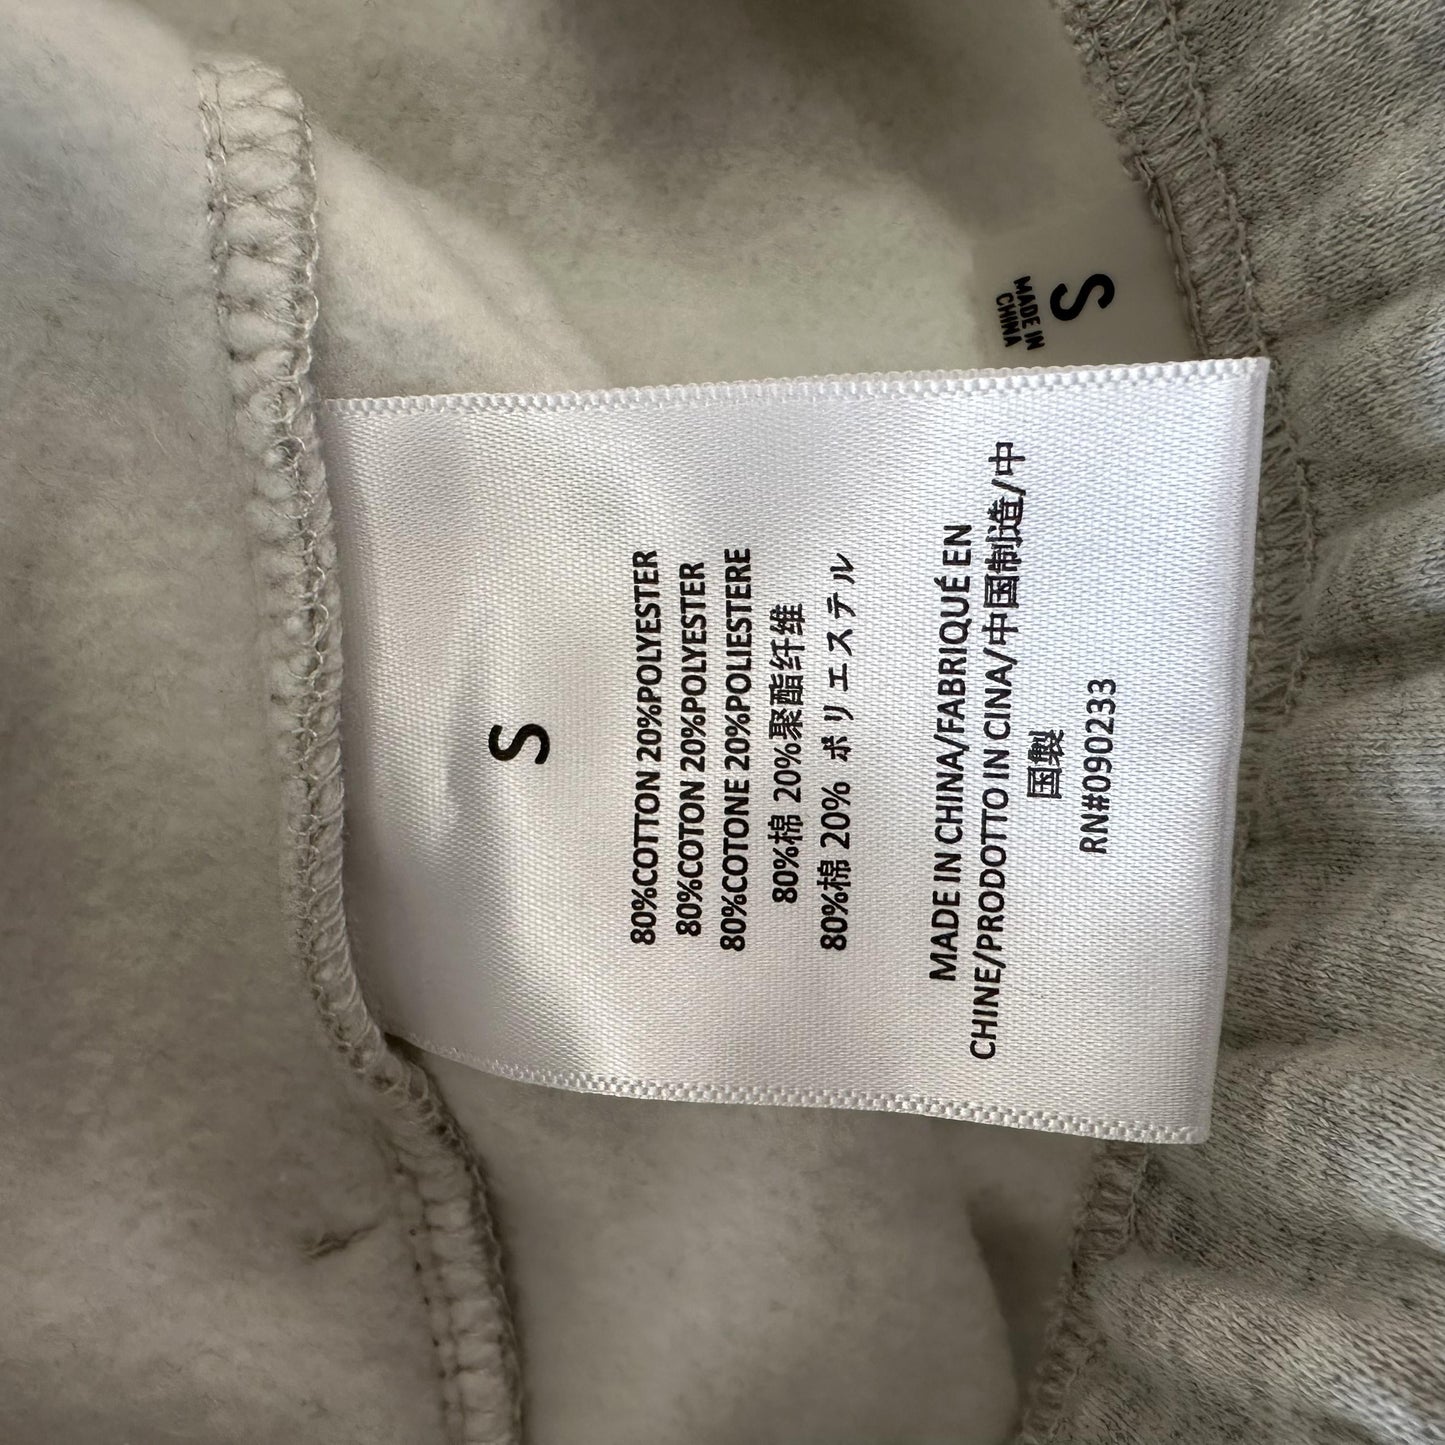 S
MADE IN
CHINA
S
80%COTTON 20%POLYESTER
80%COTON 20%POLYESTER
80%COTONE 20%POLIESTERE
80%棉 20%聚酯纤维
80%棉 20% ポリエステル
MADE IN CHINA/FABRIQUÉ EN
CHINE/PRODOTTO IN CINA/中国制造/中
国製
RN#090233